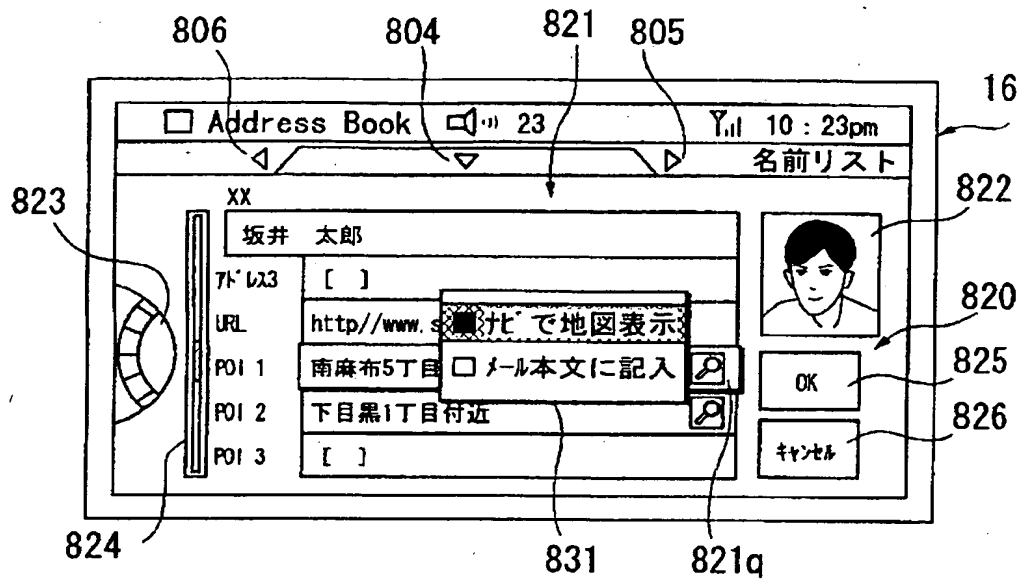 806 804 821 805
16
□ Address Book 23 10 : 23pm
名前リスト
823
822
XX
坂井 太郎
アドレス3 [ ]
URL http//www. s
■ナビで地図表示
820
POI 1 南麻布5丁目
□ メール本文に記入
OK
825
POI 2 下目黒1丁目付近
826
POI 3 [ ]
キャンセル
824 831 821q